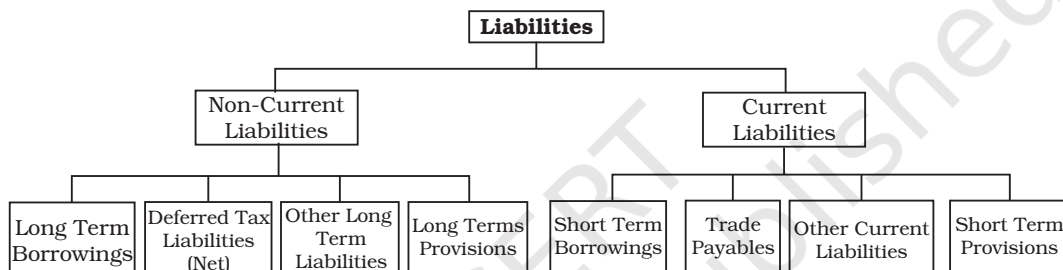 Liabilities
Non-Current
Liabilities
Current
Liabilities
Long Term
Borrowings
Deferred Tax
Liabilities
(Net)
Other Long
Term
Liabilities
Long Terms
Provisions
Short Term
Borrowings
Trade
Payables
Other Current
Liabilities
Short Term
Provisions